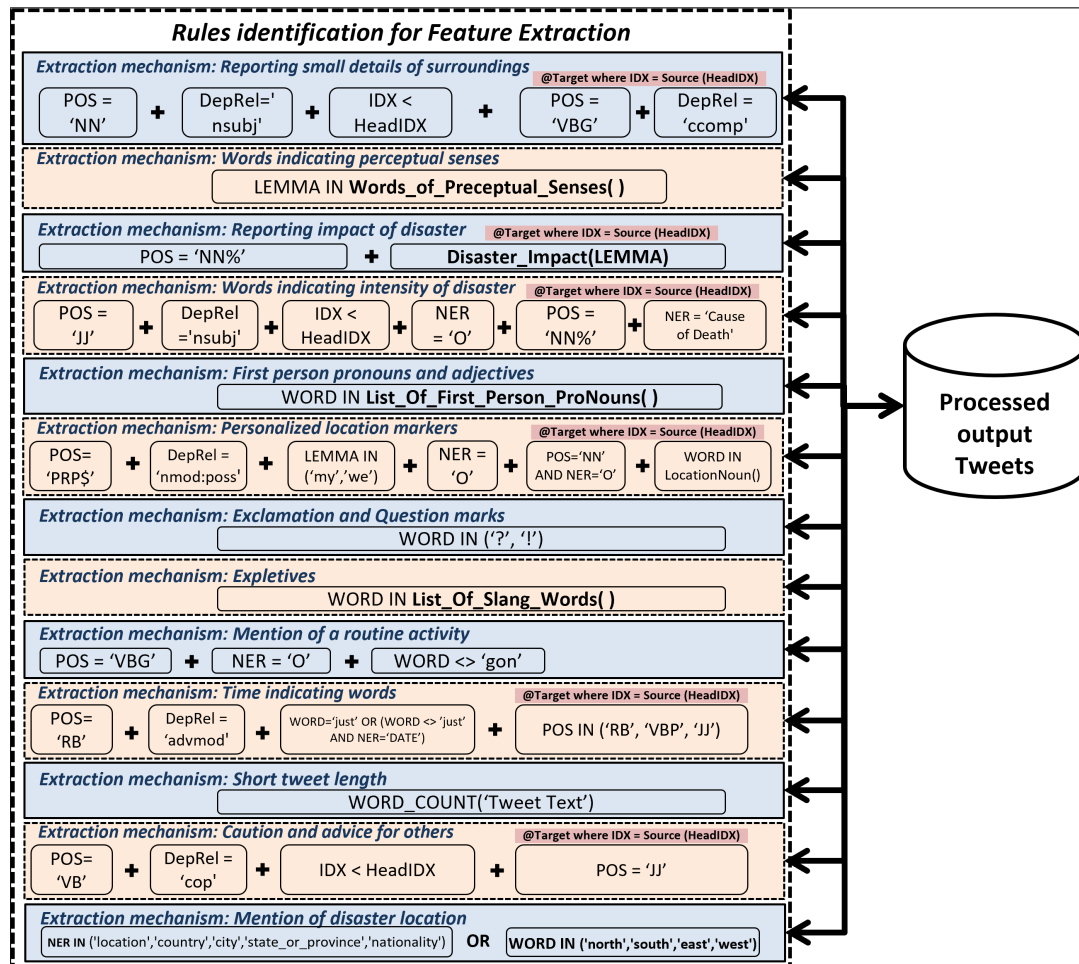 Rules identification for Feature Extraction
Extraction mechanism: Reporting small details of surroundings
@Target where IDX = Source (HeadIDX)
POS = 'NN' + DepRel=' nsubj' + IDX < HeadIDX + POS = 'VBG' + DepRel = 'ccomp'
Extraction mechanism: Words indicating perceptual senses
LEMMA IN Words_of_Preceptual_Senses( )
Extraction mechanism: Reporting impact of disaster
@Target where IDX = Source (HeadIDX)
POS = 'NN%' + Disaster_Impact(LEMMA)
Extraction mechanism: Words indicating intensity of disaster
@Target where IDX = Source (HeadIDX)
POS = 'JJ' + DepRel ='nsubj' + IDX < HeadIDX + NER = 'O' + POS = 'NN%' + NER = 'Cause of Death'
Extraction mechanism: First person pronouns and adjectives
WORD IN List_Of_First_Person_ProNouns( )
Extraction mechanism: Personalized location markers
@Target where IDX = Source (HeadIDX)
POS= 'PRP$ + DepRel = 'nmod:poss' + LEMMA IN ('my','we') + NER = 'O' + POS='NN' AND NER='O' + WORD IN LocationNoun()
Extraction mechanism: Exclamation and Question marks
WORD IN ('?', '!')
Extraction mechanism: Expletives
WORD IN List_Of_Slang_Words( )
Extraction mechanism: Mention of a routine activity
POS = 'VBG' + NER = 'O' + WORD <> 'gon'
Extraction mechanism: Time indicating words
@Target where IDX = Source (HeadIDX)
POS= 'RB' + DepRel = 'advmod' + WORD='just' OR (WORD <> 'just' AND NER='DATE') + POS IN ('RB', 'VBP', 'JJ')
Extraction mechanism: Short tweet length
WORD_COUNT('Tweet Text')
Extraction mechanism: Caution and advice for others
@Target where IDX = Source (HeadIDX)
POS= 'VB' + DepRel = 'cop' + IDX < HeadIDX + POS = 'JJ'
Extraction mechanism: Mention of disaster location
NER IN ('location','country','city','state_or_province','nationality') OR WORD IN ('north','south','east','west')
Processed
output
Tweets